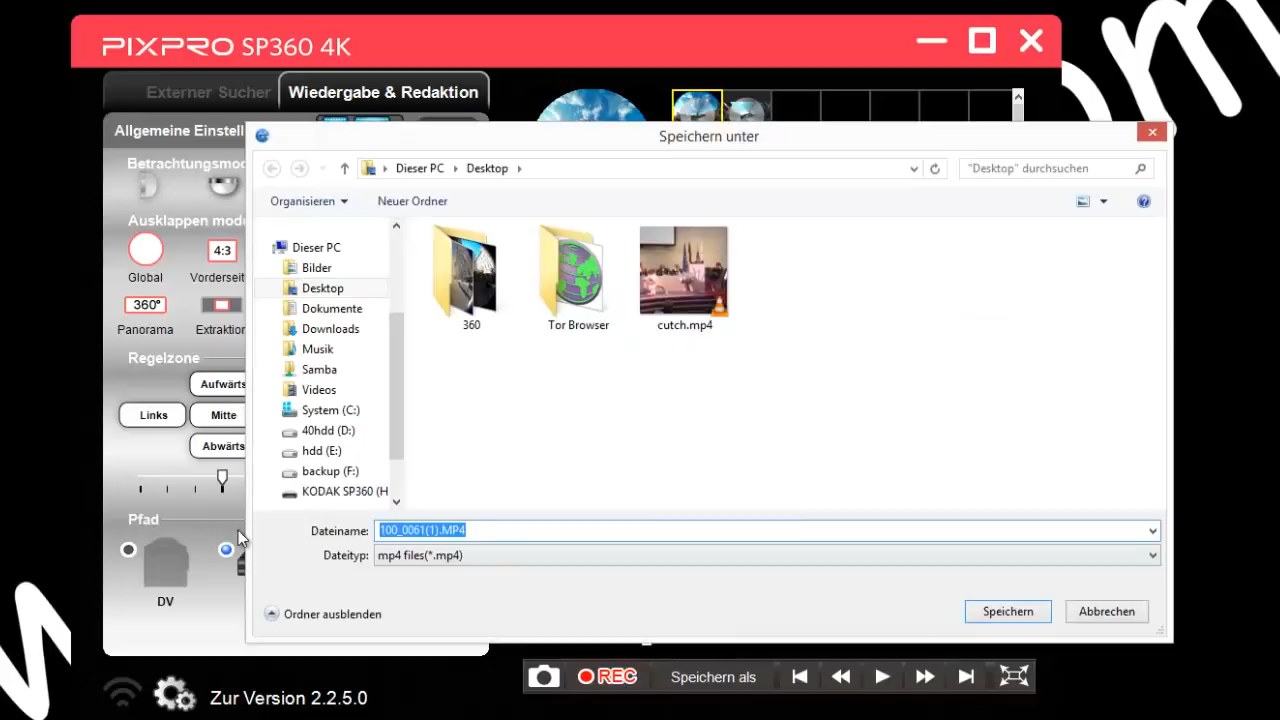 PIXPRO SP360 4K
Externer Sucher
Wiedergabe & Redaktion
Allgemeine Einstell
Betrachtungsmo
Ausklappen mod
Global
4:3
Vorderseit
360°
Panorama
Extraktion
Regelzone
Aufwärts
Links
Mitte
Abwärts
Pfad
DV
Zur Version 2.2.5.0
Speichern unter
Dieser PC
Desktop
"Desktop" durchsuchen
Organisieren
Neuer Ordner
Dieser PC
Bilder
Desktop
Dokumente
Downloads
Musik
Samba
Videos
System (C:)
40hdd (D:)
hdd (E:)
backup (F:)
KODAK SP360 (H
360
Tor Browser
cutch.mp4
Dateiname:
100_0061(1).MP4
Dateityp:
mp4 files(*.mp4)
Ordner ausblenden
Speichern
Abbrechen
REC
Speichern als